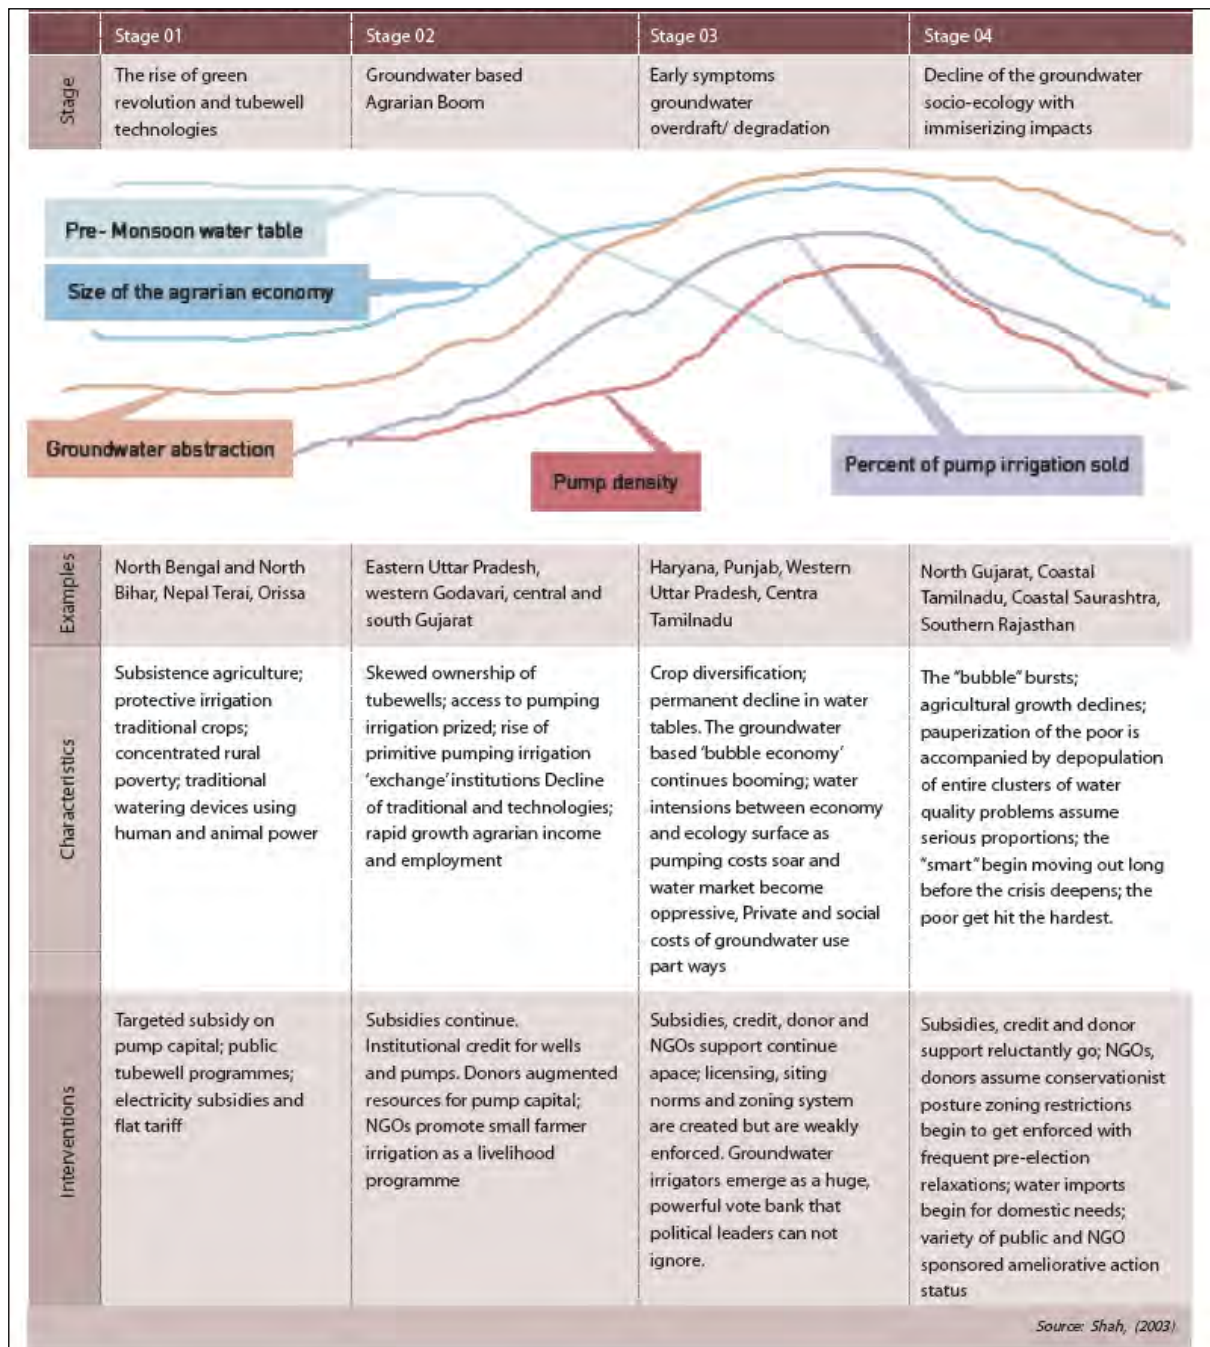 Stage 01
Stage 02
Stage 03
Stage 04
Stage
The rise of green
revolution and tubewell
technologies
Groundwater based
Agrarian Boom
Early symptoms
groundwater
overdraft/ degradation
Decline of the groundwater
socio-ecology with
immiserizing impacts
Pre- Monsoon water table
Size of the agrarian economy
Groundwater abstraction
Pump density
Percent of pump irrigation sold
Examples
North Bengal and North
Bihar, Nepal Terai, Orissa
Eastern Uttar Pradesh,
western Godavari, central and
south Gujarat
Haryana, Punjab, Western
Uttar Pradesh, Centra
Tamilnadu
North Gujarat, Coastal
Tamilnadu, Coastal Saurashtra,
Southern Rajasthan
Characteristics
Subsistence agriculture;
protective irrigation
traditional crops;
concentrated rural
poverty; traditional
watering devices using
human and animal power
Skewed ownership of
tubewells; access to pumping
irrigation prized; rise of
primitive pumping irrigation
'exchange' institutions Decline
of traditional and technologies;
rapid growth agrarian income
and employment
Crop diversification;
permanent decline in water
tables. The groundwater
based 'bubble economy'
continues booming; water
intensions between economy
and ecology surface as
pumping costs soar and
water market become
oppressive, Private and social
costs of groundwater use
part ways
The "bubble" bursts;
agricultural growth declines;
pauperization of the poor is
accompanied by depopulation
of entire clusters of water
quality problems assume
serious proportions; the
"smart" begin moving out long
before the crisis deepens; the
poor get hit the hardest.
Interventions
Targeted subsidy on
pump capital; public
tubewell programmes;
electricity subsidies and
flat tariff
Subsidies continue.
Institutional credit for wells
and pumps. Donors augmented
resources for pump capital;
NGOs promote small farmer
irrigation as a livelihood
programme
Subsidies, credit, donor and
NGOs support continue
apace; licensing, siting
norms and zoning system
are created but are weakly
enforced. Groundwater
irrigators emerge as a huge,
powerful vote bank that
political leaders can not
ignore.
Subsidies, credit and donor
support reluctantly go; NGOs,
donors assume conservationist
posture zoning restrictions
begin to get enforced with
frequent pre-election
relaxations; water imports
begin for domestic needs;
variety of public and NGO
sponsored ameliorative action
status
Source: Shah, (2003)